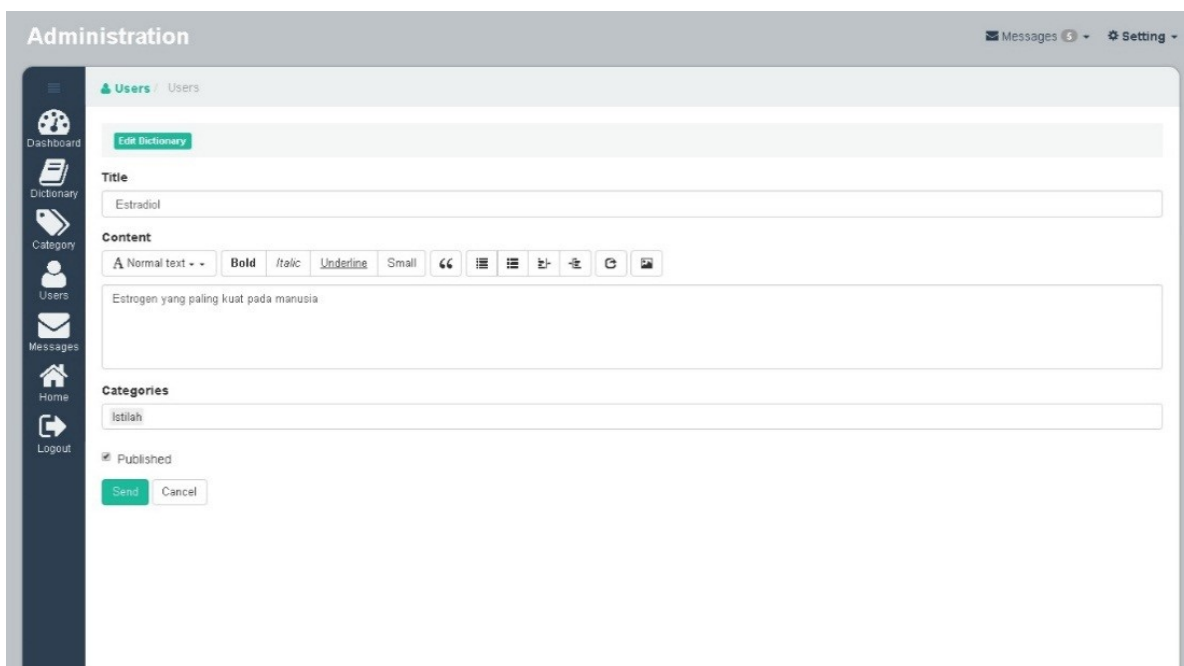 Administration
Messages 5
Setting
Users / Users
Dashboard
Dictionary
Category
Users
Messages
Home
Logout
Edit Dictionary
Title
Estradiol
Content
A Normal text Bold Italic Underline Small
Estrogen yang paling kuat pada manusia
Categories
Istilah
Published
Send Cancel